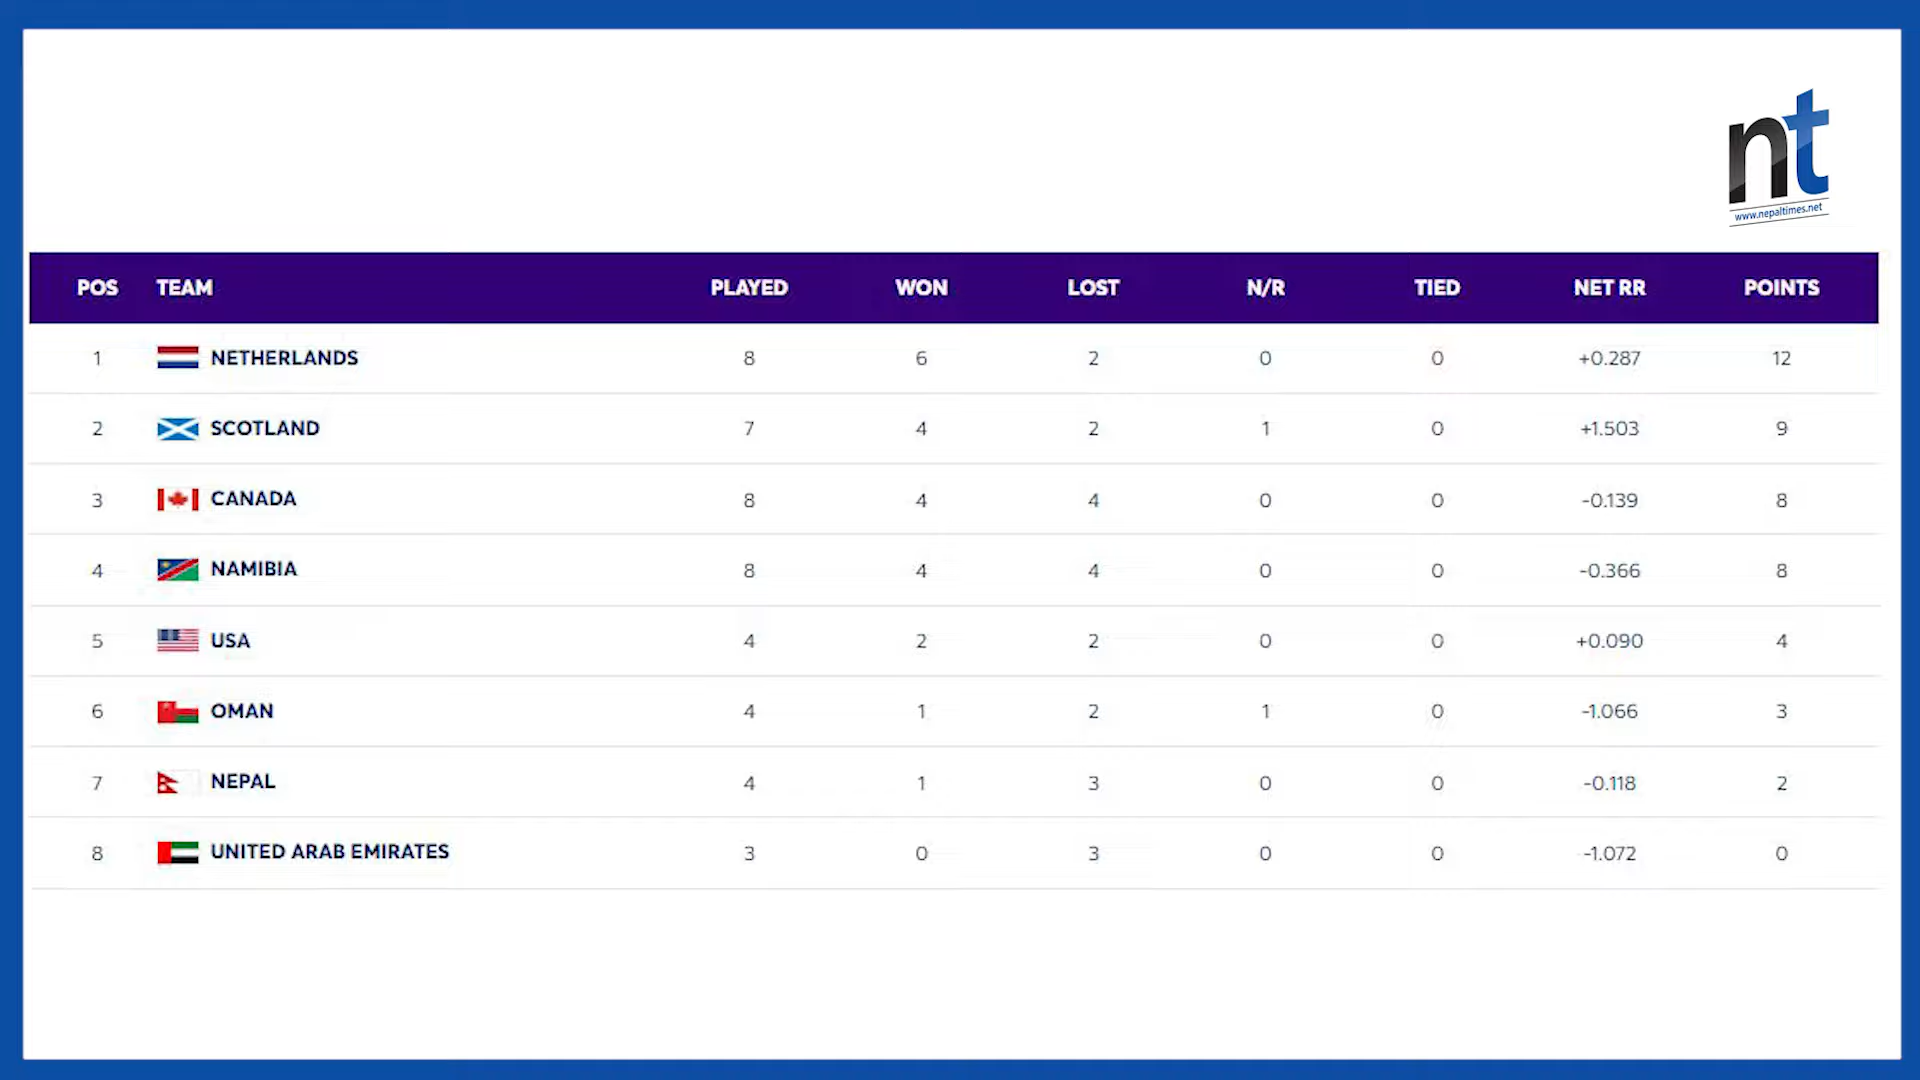 nt
www.nepaltimes.net
POS TEAM PLAYED WON LOST N/R TIED NET RR POINTS
1 NETHERLANDS 8 6 2 0 0 +0.287 12
2 SCOTLAND 7 4 2 1 0 +1.503 9
3 CANADA 8 4 4 0 0 -0.139 8
4 NAMIBIA 8 4 4 0 0 -0.366 8
5 USA 4 2 2 0 0 +0.090 4
6 OMAN 4 1 2 1 0 -1.066 3
7 NEPAL 4 1 3 0 0 -0.118 2
8 UNITED ARAB EMIRATES 3 0 3 0 0 -1.072 0